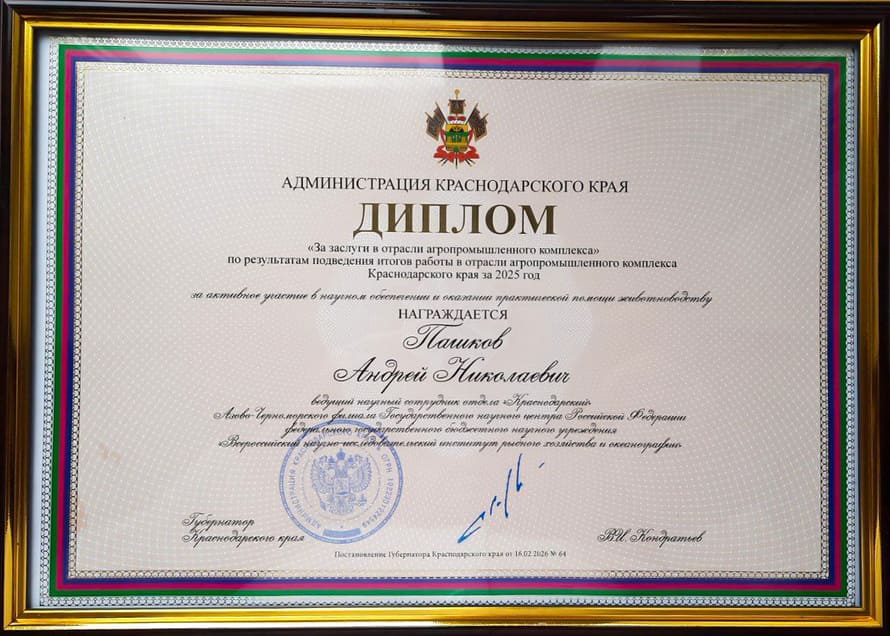 АДМИНИСТРАЦИЯ КРАСНОДАРСКОГО КРАЯ
ДИПЛОМ
«За заслуги в отрасли агропромышленного комплекса»
по результатам подведения итогов работы в отрасли агропромышленного комплекса
Краснодарского края за 2025 год
за активное участие в научном обеспечении и оказании практической помощи животноводству
НАГРАЖДАЕТСЯ
Пашков
Андрей Николаевич
ведущий научный сотрудник отдела «Краснодарский»
Азово-Черноморского филиала Государственного научного центра Российской Федерации
федерального государственного бюджетного научного учреждения
«Всероссийский научно-исследовательский институт рыбного хозяйства и океанографии»
АДМИНИСТРАЦИЯ КРАСНОДАРСКОГО КРАЯ
Губернатор
Краснодарского края
В.И. Кондратьев
Постановление Губернатора Краснодарского края от 16.02.2026 № 64